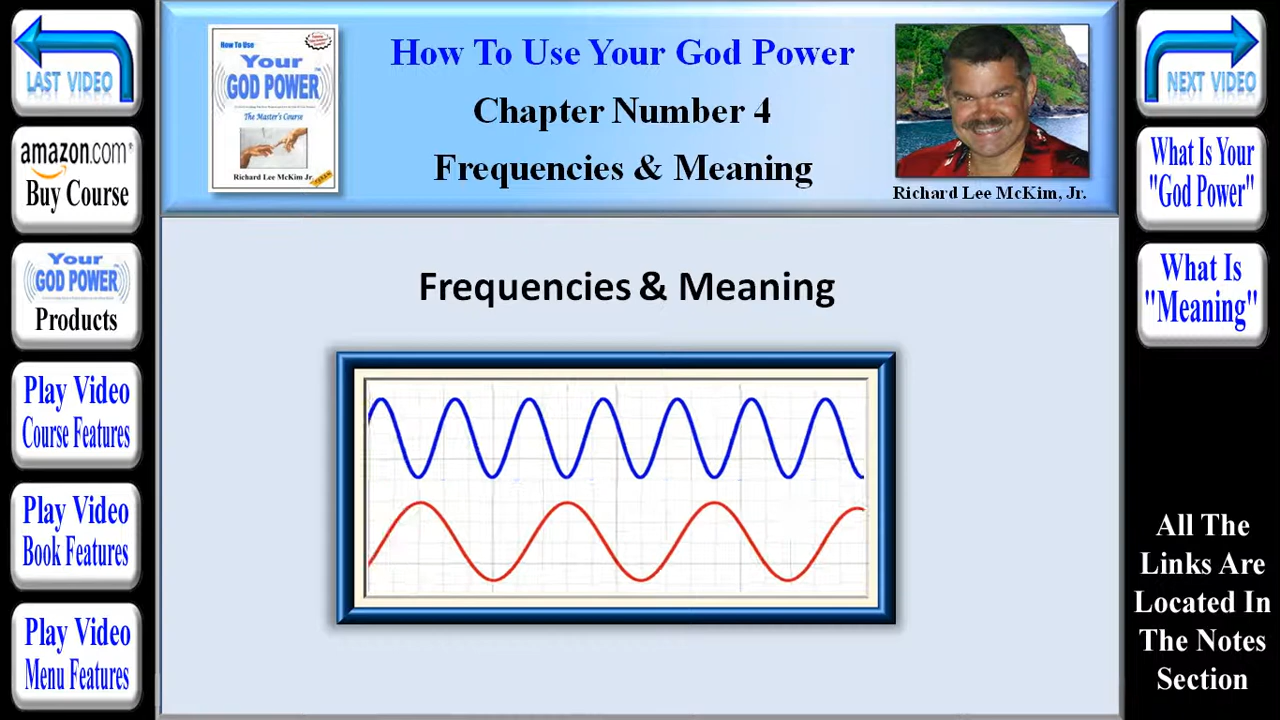 LAST VIDEO
amazon.com
Buy Course
Your
GOD POWER
Products
Play Video
Course Features
Play Video
Book Features
Play Video
Menu Features
How To Use
Your
GOD POWER
The Master's Course
Richard Lee McKim Jr.
How To Use Your God Power
Chapter Number 4
Frequencies & Meaning
Richard Lee McKim, Jr.
Frequencies & Meaning
NEXT VIDEO
What Is Your
"God Power"
What Is
"Meaning"
All The
Links Are
Located In
The Notes
Section